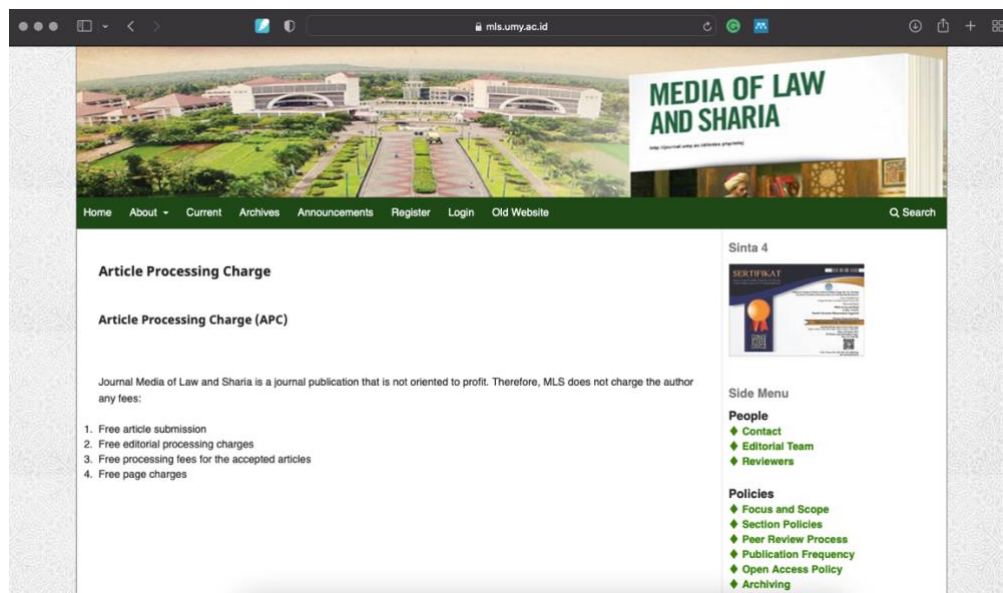 mls.umy.ac.id
MEDIA OF LAW
AND SHARIA
Home About Current Archives Announcements Register Login Old Website Search
Article Processing Charge
Article Processing Charge (APC)
Journal Media of Law and Sharia is a journal publication that is not oriented to profit. Therefore, MLS does not charge the author
any fees:
1. Free article submission
2. Free editorial processing charges
3. Free processing fees for the accepted articles
4. Free page charges
Sinta 4
SERTIFIKAT
Side Menu
People
Contact
Editorial Team
Reviewers
Policies
Focus and Scope
Section Policies
Peer Review Process
Publication Frequency
Open Access Policy
Archiving